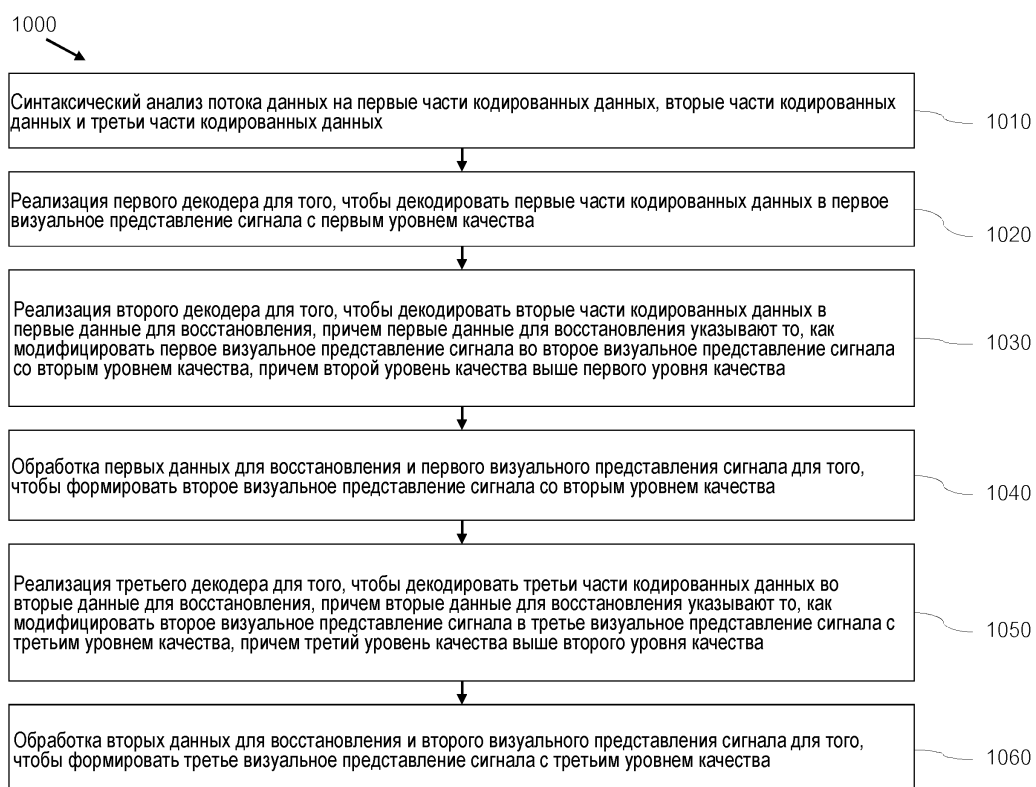 1000
Синтаксический анализ потока данных на первые части кодированных данных, вторые части кодированных
данных и третьи части кодированных данных
1010
Реализация первого декодера для того, чтобы декодировать первые части кодированных данных в первое
визуальное представление сигнала с первым уровнем качества
1020
Реализация второго декодера для того, чтобы декодировать вторые части кодированных данных в
первые данные для восстановления, причем первые данные для восстановления указывают то, как
модифицировать первое визуальное представление сигнала во второе визуальное представление сигнала
со вторым уровнем качества, причем второй уровень качества выше первого уровня качества
1030
Обработка первых данных для восстановления и первого визуального представления сигнала для того,
чтобы формировать второе визуальное представление сигнала со вторым уровнем качества
1040
Реализация третьего декодера для того, чтобы декодировать третьи части кодированных данных во
вторые данные для восстановления, причем вторые данные для восстановления указывают то, как
модифицировать второе визуальное представление сигнала в третье визуальное представление сигнала с
третьим уровнем качества, причем третий уровень качества выше второго уровня качества
1050
Обработка вторых данных для восстановления и второго визуального представления сигнала для того,
чтобы формировать третье визуальное представление сигнала с третьим уровнем качества
1060